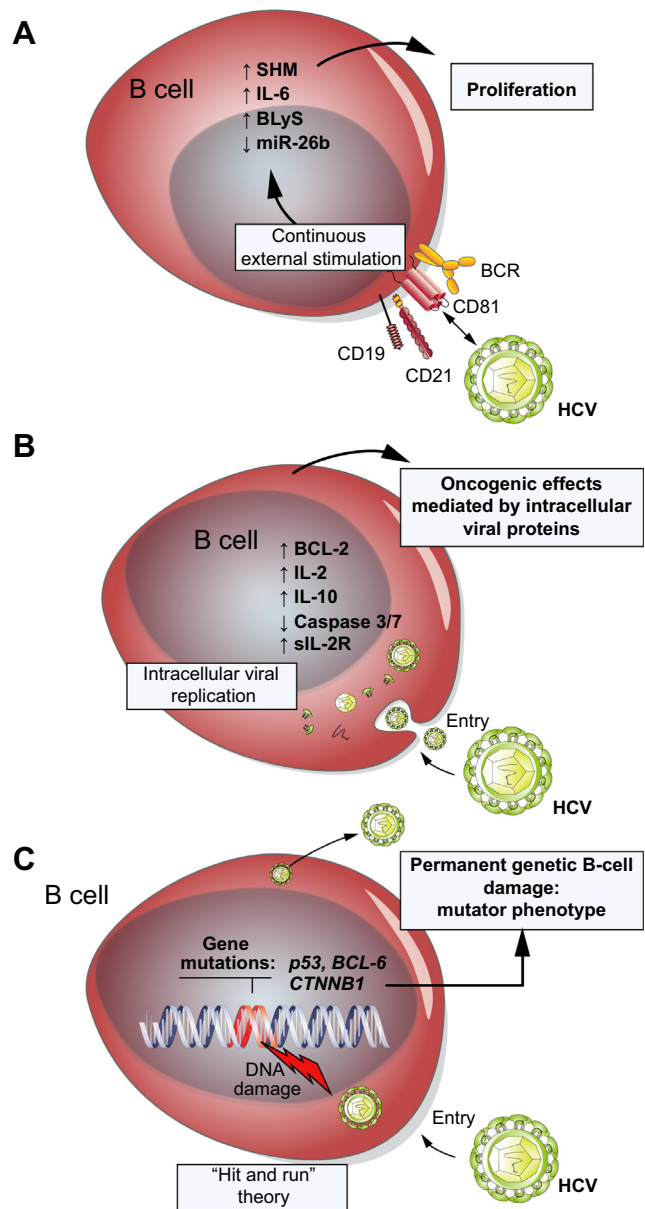 A
B cell
↑ SHM
↑ IL-6
↑ BLyS
↓ miR-26b
Proliferation
Continuous
external stimulation
BCR
CD81
CD19
CD21
HCV
B
B cell
Oncogenic effects
mediated by intracellular
viral proteins
↑ BCL-2
↑ IL-2
↑ IL-10
↓ Caspase 3/7
↑ sIL-2R
Intracellular viral
replication
Entry
HCV
C
B cell
Permanent genetic B-cell
damage:
mutator phenotype
Gene
mutations:
p53, BCL-6
CTNNB1
DNA
damage
Entry
"Hit and run"
theory
HCV